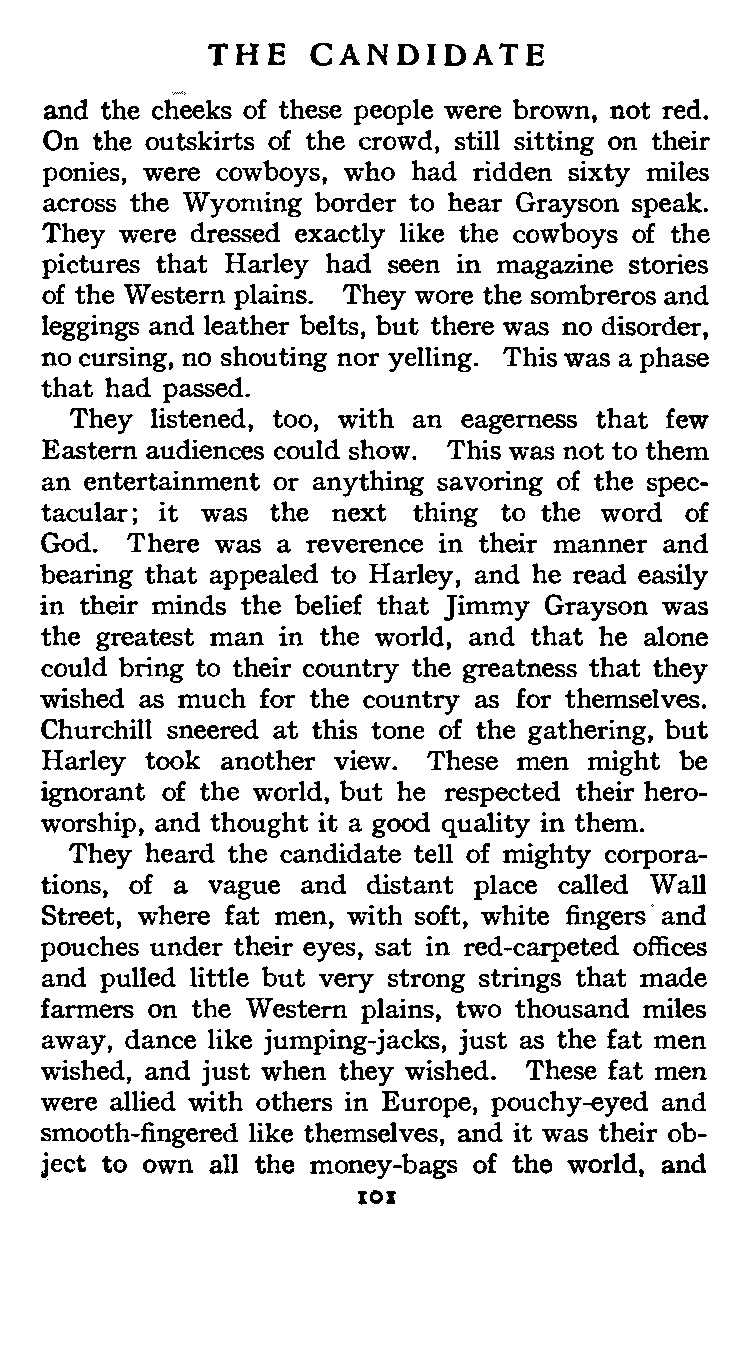 THE CANDIDATE
and the cheeks of these people were brown, not red.
On the outskirts of the crowd, still sitting on their
ponies, were cowboys, who had ridden sixty miles
across the Wyoming border to hear Grayson speak.
They were dressed exactly like the cowboys of the
pictures that Harley had seen in magazine stories
of the Western plains. They wore the sombreros and
leggings and leather belts, but there was no disorder,
no cursing, no shouting nor yelling. This was a phase
that had passed.
They listened, too, with an eagerness that few
Eastern audiences could show. This was not to them
an entertainment or anything savoring of the spec-
tacular; it was the next thing to the word of
God. There was a reverence in their manner and
bearing that appealed to Harley, and he read easily
in their minds the belief that Jimmy Grayson was
the greatest man in the world, and that he alone
could bring to their country the greatness that they
wished as much for the country as for themselves.
Churchill sneered at this tone of the gathering, but
Harley took another view. These men might be
ignorant of the world, but he respected their hero-
worship, and thought it a good quality in them.
They heard the candidate tell of mighty corpora-
tions, of a vague and distant place called Wall
Street, where fat men, with soft, white fingers and
pouches under their eyes, sat in red-carpeted offices
and pulled little but very strong strings that made
farmers on the Western plains, two thousand miles
away, dance like jumping-jacks, just as the fat men
wished, and just when they wished. These fat men
were allied with others in Europe, pouchy-eyed and
smooth-fingered like themselves, and it was their ob-
ject to own all the money-bags of the world, and
101